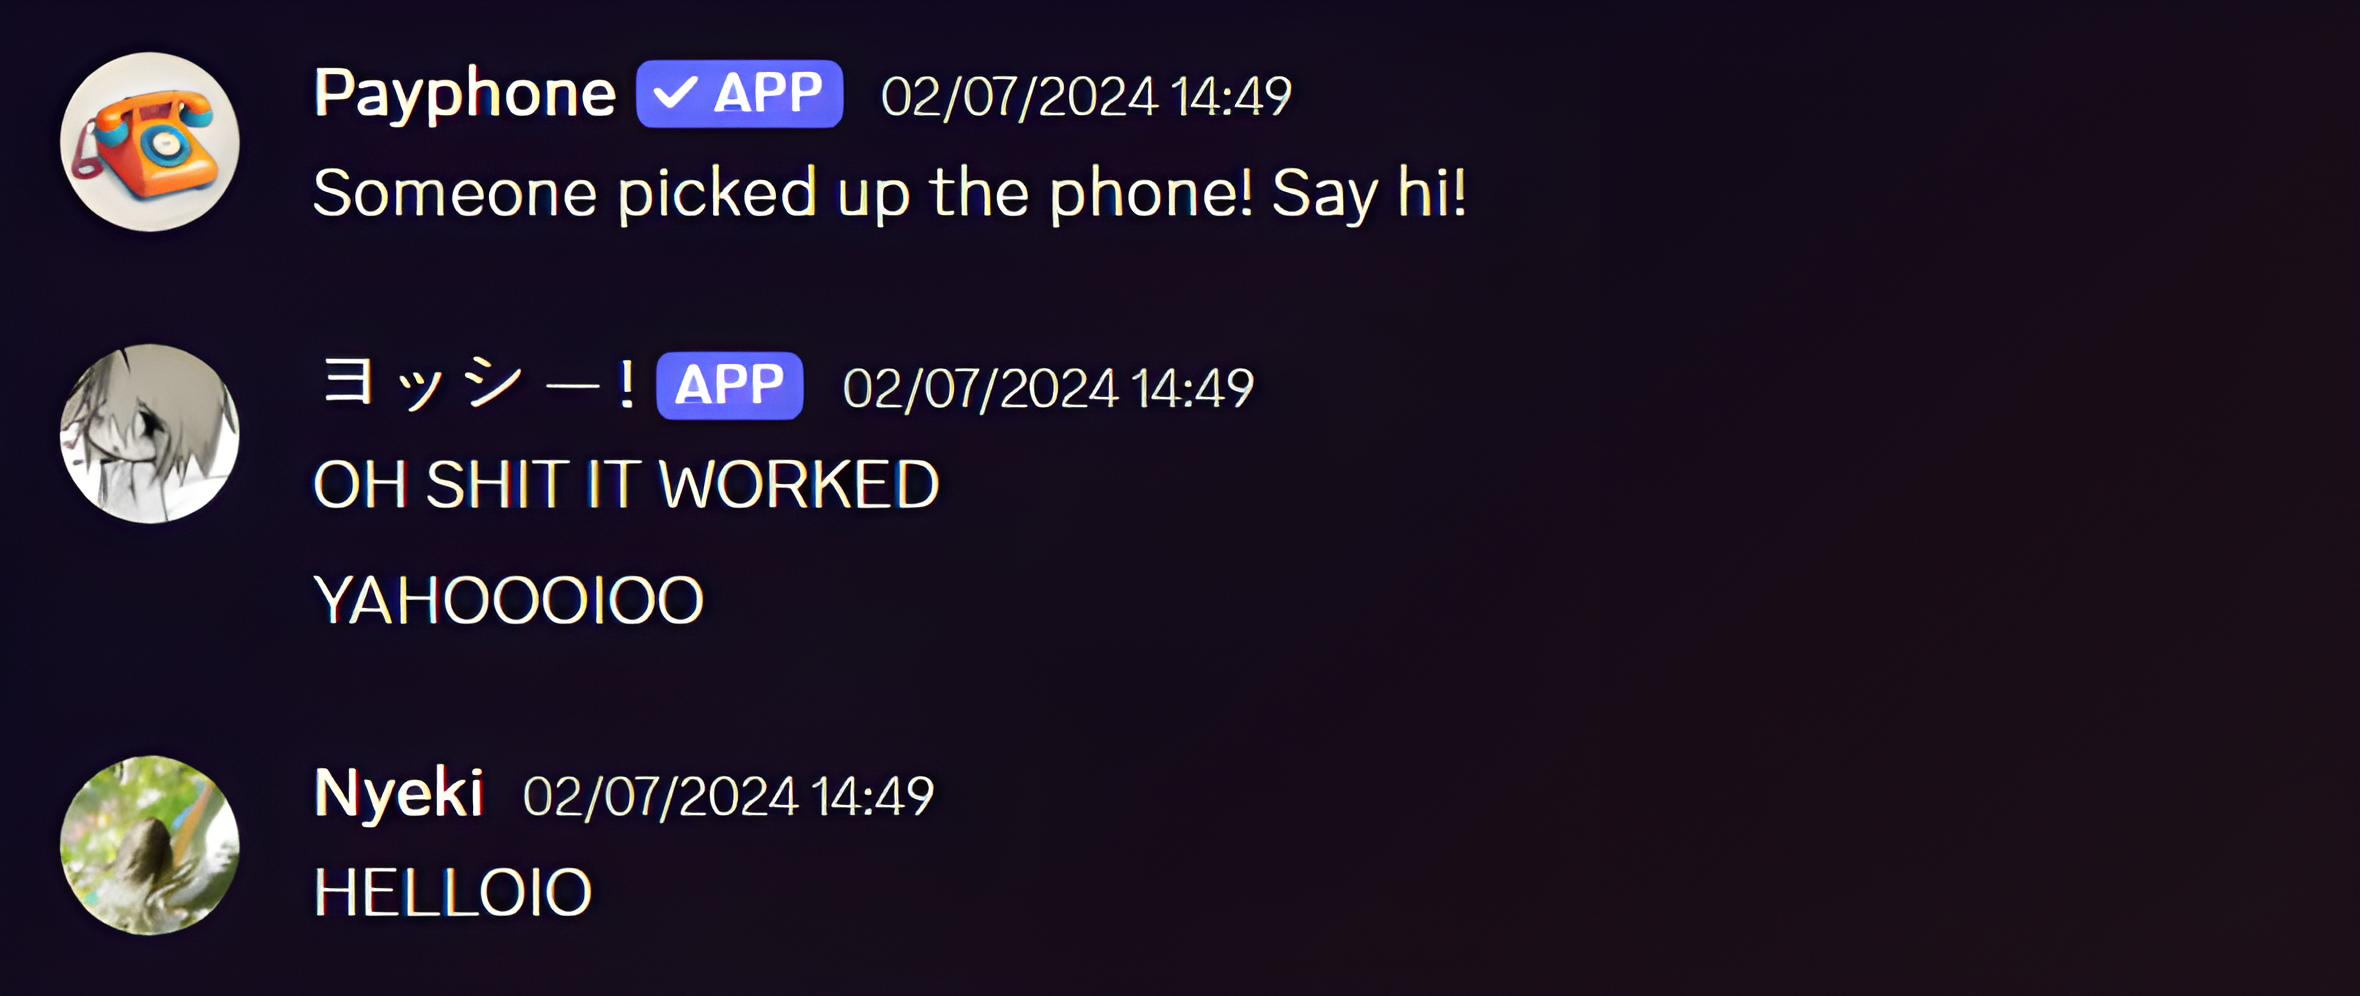 Payphone ✓ APP 02/07/2024 14:49
Someone picked up the phone! Say hi!
ヨッシー! APP 02/07/2024 14:49
OH SHIT IT WORKED
YAHOOOIOO
Nyeki 02/07/2024 14:49
HELLOIO